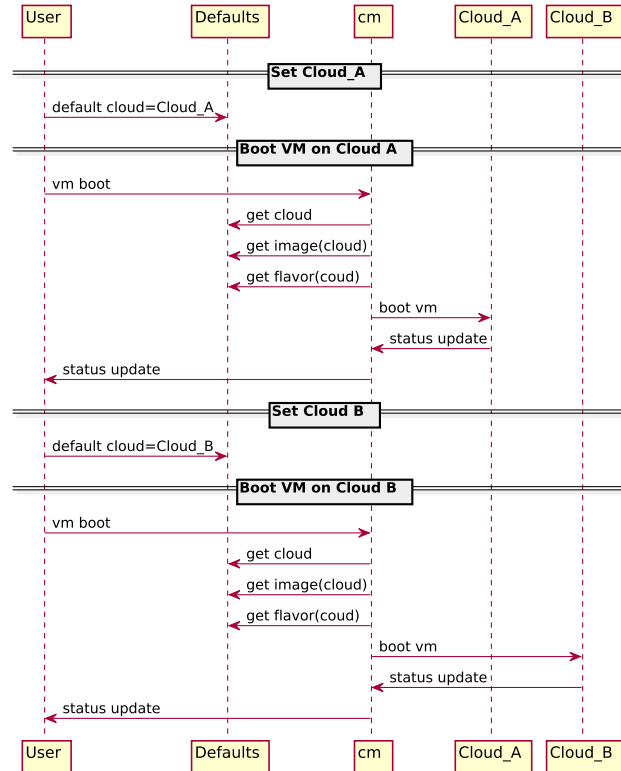 User Defaults cm Cloud_A Cloud_B
Set Cloud_A
default cloud=Cloud_A
Boot VM on Cloud A
vm boot
get cloud
get image(cloud)
get flavor(coud)
boot vm
status update
status update
Set Cloud B
default cloud=Cloud_B
Boot VM on Cloud B
vm boot
get cloud
get image(cloud)
get flavor(coud)
boot vm
status update
status update
User Defaults cm Cloud_A Cloud_B